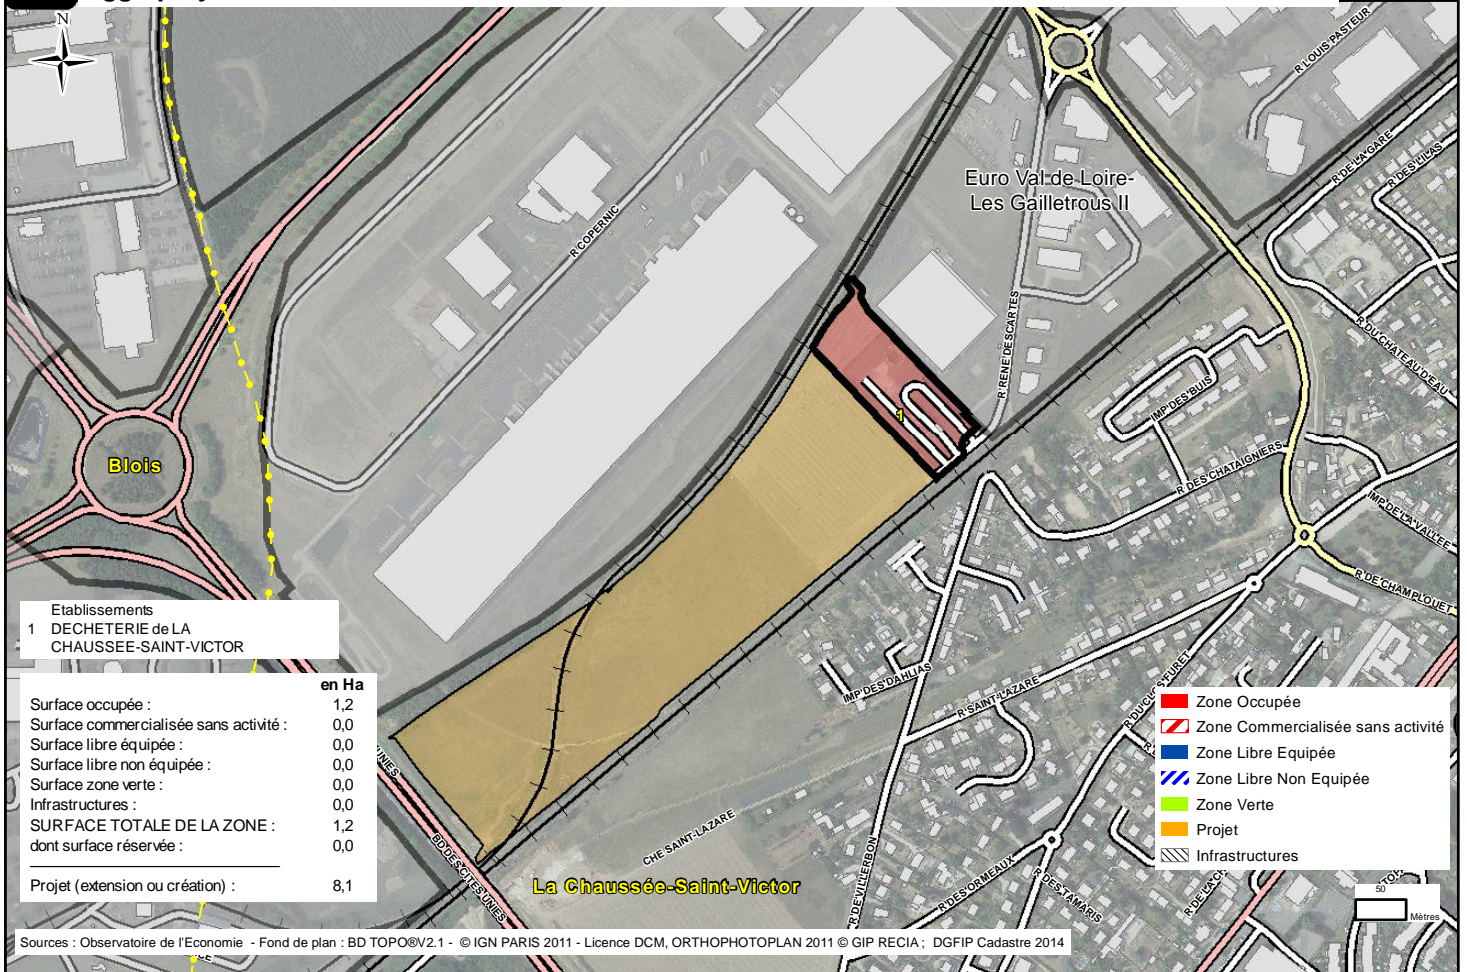 N
R LOUIS PASTEUR
R DE LA GARE
R DES LILAS
Euro Val de Loire-
Les Gailletrous II
R COPERNIC
R RENE DESCARTES
R DU CHATEAU D'EAU
IMP DES BUIS
1
R DES CHATAIGNIERS
Blois
IMP DE LA VALLEE
R DE CHAMPLOUET
Etablissements
1 DECHETERIE de LA
CHAUSSEE-SAINT-VICTOR
IMP DES DAHLIAS
R SAINT-LAZARE
R DU CLOS FURET
en Ha
Surface occupée : 1,2
Surface commercialisée sans activité : 0,0
Surface libre équipée : 0,0
Surface libre non équipée : 0,0
Surface zone verte : 0,0
Infrastructures : 0,0
SURFACE TOTALE DE LA ZONE : 1,2
dont surface réservée : 0,0
Projet (extension ou création) : 8,1
UNIES
BD DES CITES UNIES
CHE SAINT-LAZARE
La Chaussée-Saint-Victor
R DE VILLERBON
R DES ORMEAUX
R DES TAMARIS
Zone Occupée
Zone Commercialisée sans activité
Zone Libre Equipée
Zone Libre Non Equipée
Zone Verte
Projet
Infrastructures
50
Mètres
Sources : Observatoire de l'Economie - Fond de plan : BD TOPO®V2.1 - © IGN PARIS 2011 - Licence DCM, ORTHOPHOTOPLAN 2011 © GIP RECIA ; DGFIP Cadastre 2014